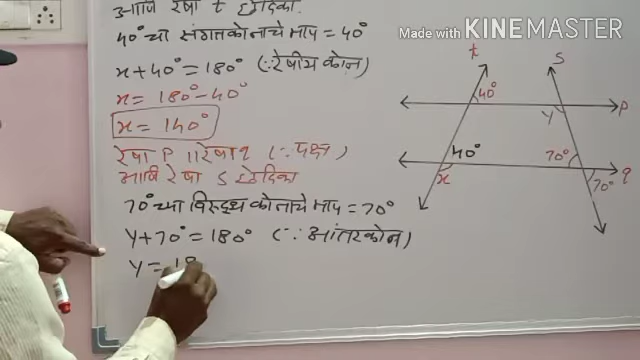 आणि रेषा t छेदिका.
40° चा संगतकोनाचे माप = 40°
x + 40° = 180° (∵ रेषीय कोन)
x = 180° - 40°
x = 140°
रेषा P || रेषा q (∵ पक्ष)
आणि रेषा S छेदिका
70° च्या विरुद्ध कोनाचे माप = 70°
y + 70° = 180° (∵ आंतरकोन)
y = 18
Made with KINEMASTER
t
s
40°
P
y
40°
70°
x
70°
q